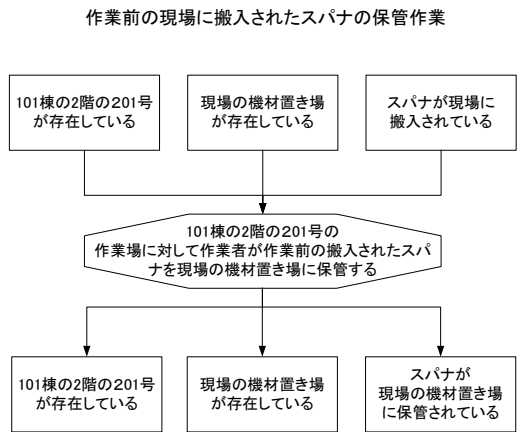 作業前の現場に搬入されたスパナの保管作業
101棟の2階の201号
が存在している
現場の機材置き場
が存在している
スパナが現場に
搬入されている
101棟の2階の201号の
作業場に対して作業者が作業前の搬入されたスパ
ナを現場の機材置き場に保管する
101棟の2階の201号
が存在している
現場の機材置き場
が存在している
スパナが
現場の機材置き場
に保管されている